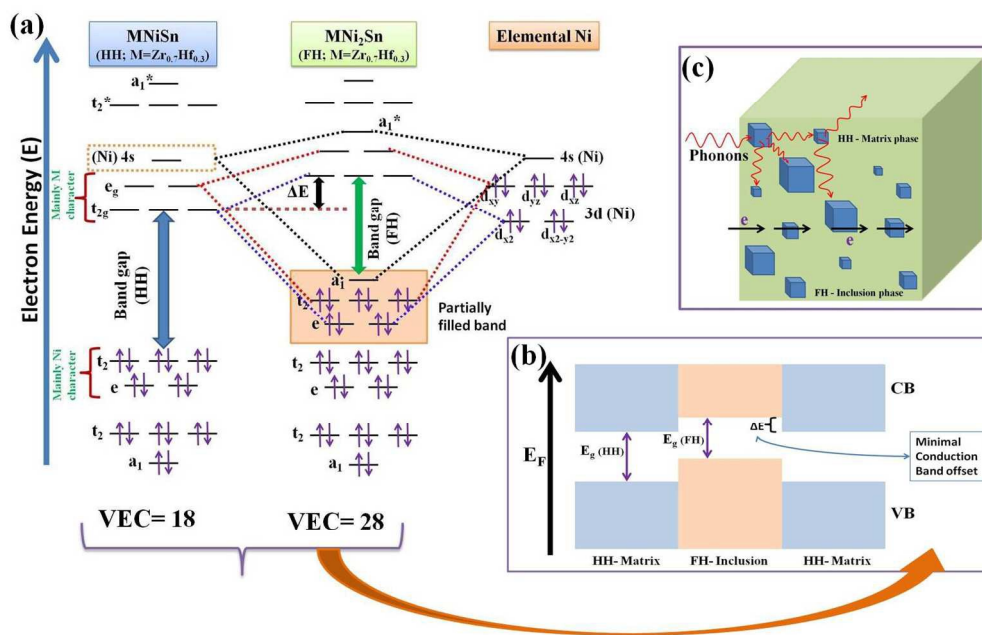 (a)
MNiSn
(HH; M=Zr0.7Hf0.3)
MNi2Sn
(FH; M=Zr0.7Hf0.3)
Elemental Ni
Electron Energy (E)
a1*
t2*
(Ni) 4s
Mainly M
character
eg
t2g
Band gap
(HH)
Mainly Ni
character
t2
e
t2
a1
VEC= 18
a1*
ΔE
Band gap
(FH)
a1
t2
e
Partially
filled band
t2
e
t2
a1
VEC= 28
4s (Ni)
dxy
dyz
dxz
3d (Ni)
dx2
dx2-y2
(c)
Phonons
HH - Matrix phase
e
e
FH - Inclusion phase
(b)
EF
CB
ΔE
Eg (HH)
Eg (FH)
Minimal
Conduction
Band offset
VB
HH- Matrix
FH- Inclusion
HH- Matrix